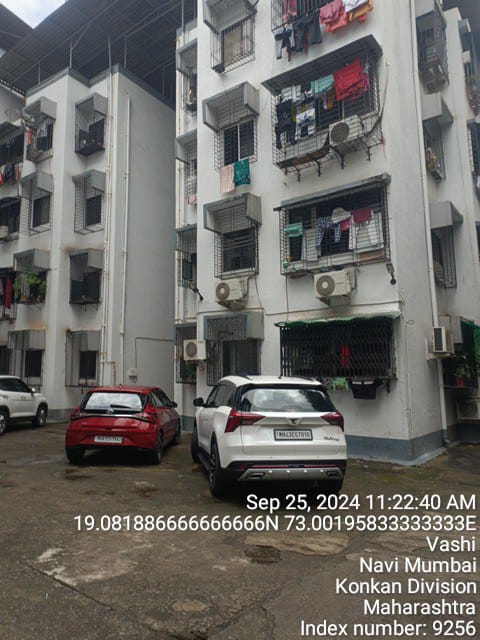 MH43CG7010
Sep 25, 2024 11:22:40 AM
19.081886666666666N 73.00195833333333E
Vashi
Navi Mumbai
Konkan Division
Maharashtra
Index number: 9256